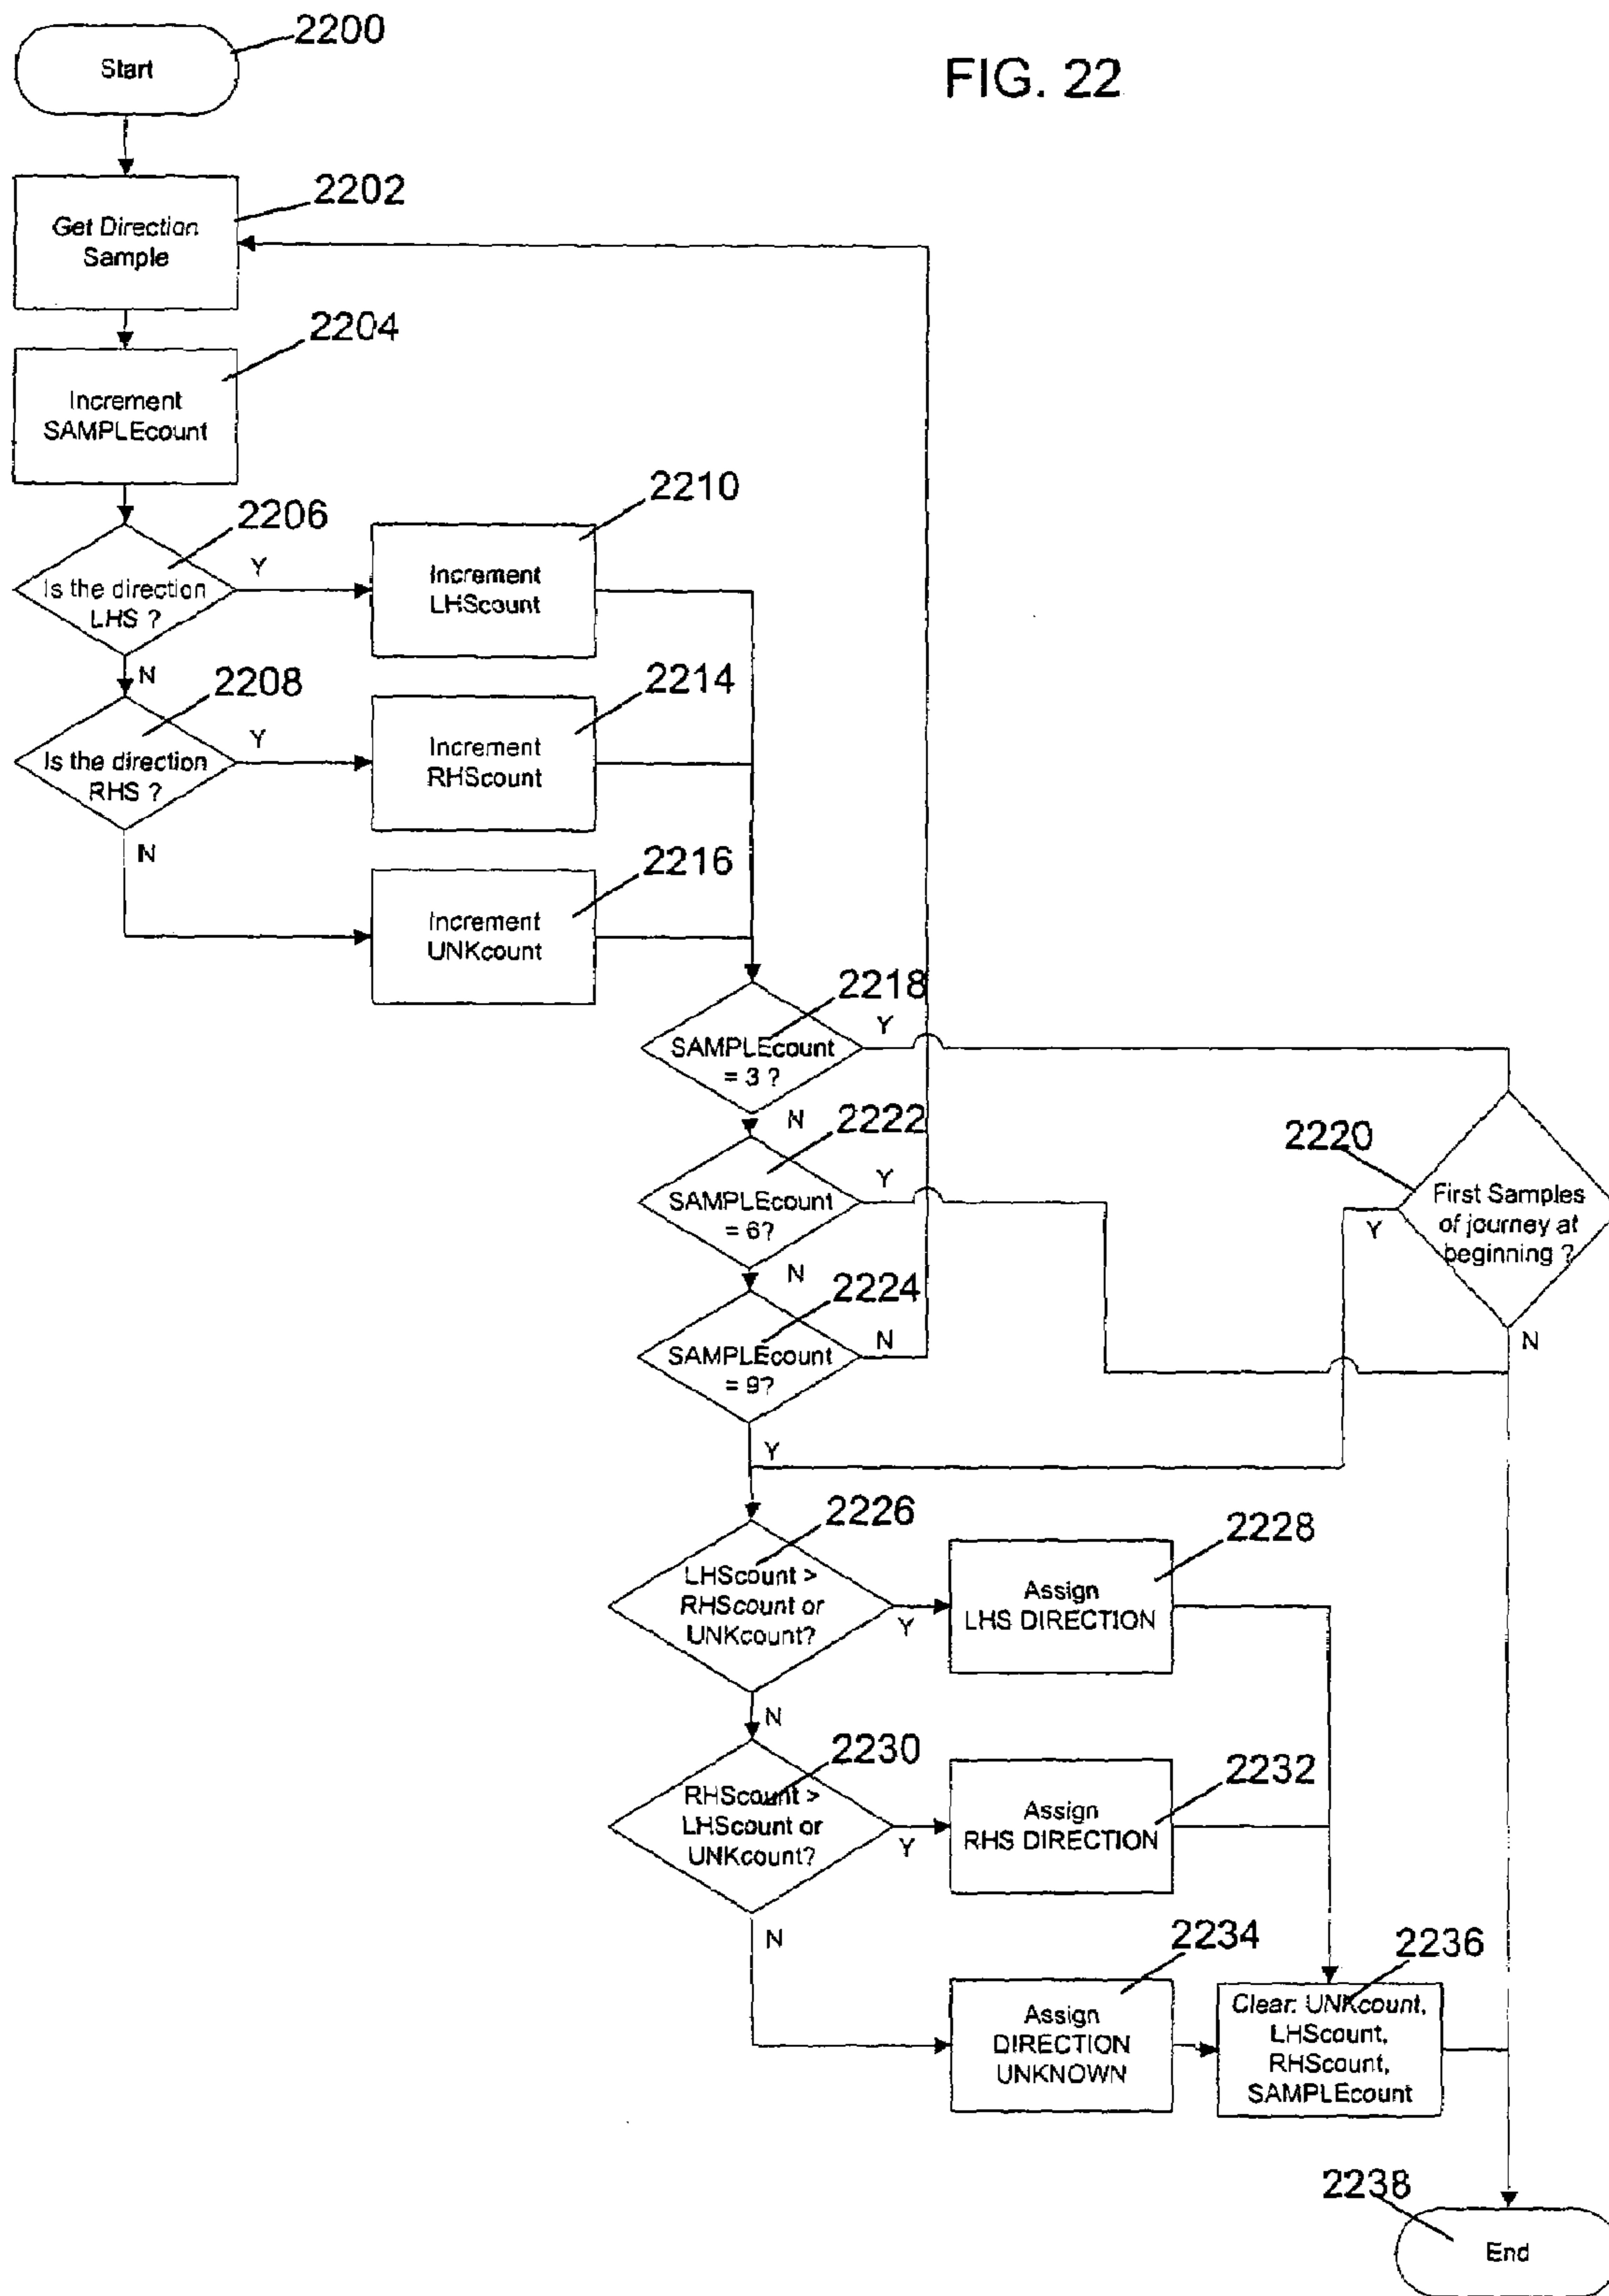 2200
Start
FIG. 22
2202
Get Direction
Sample
2204
Increment
SAMPLEcount
2206
Is the direction
LHS ?
Y
N
2210
Increment
LHScount
2208
Is the direction
RHS ?
Y
N
2214
Increment
RHScount
2216
Increment
UNKcount
2218
SAMPLEcount
= 3 ?
Y
N
2220
First Samples
of journey at
beginning ?
Y
N
2222
SAMPLEcount
= 6?
Y
N
2224
SAMPLEcount
= 9?
N
Y
2226
LHScount >
RHScount or
UNKcount?
Y
N
2228
Assign
LHS DIRECTION
2230
RHScount >
LHScount or
UNKcount?
Y
N
2232
Assign
RHS DIRECTION
2234
Assign
DIRECTION
UNKNOWN
2236
Clear: UNKcount,
LHScount,
RHScount,
SAMPLEcount
2238
End